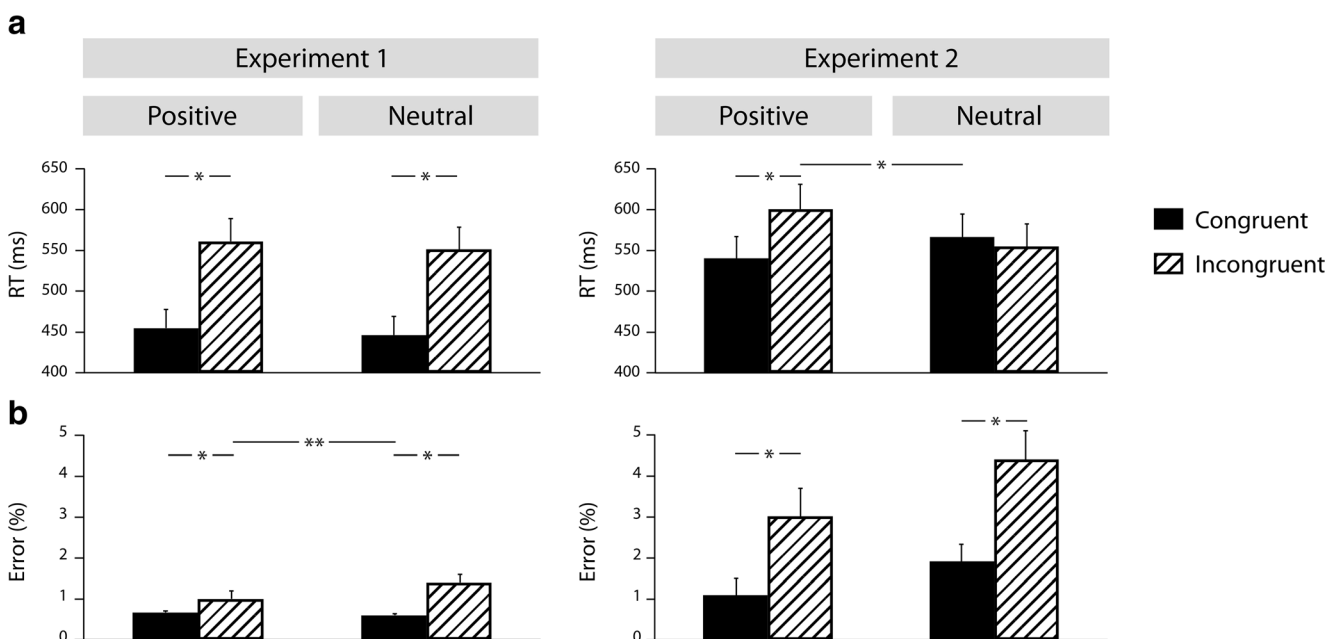 a
Experiment 1
Experiment 2
Positive
Neutral
Positive
Neutral
650
600
550
500
450
400
RT (ms)
*
*
650
600
550
500
450
400
RT (ms)
*
*
Congruent
Incongruent
b
5
4
3
2
1
0
Error (%)
*
**
*
5
4
3
2
1
0
Error (%)
*
*